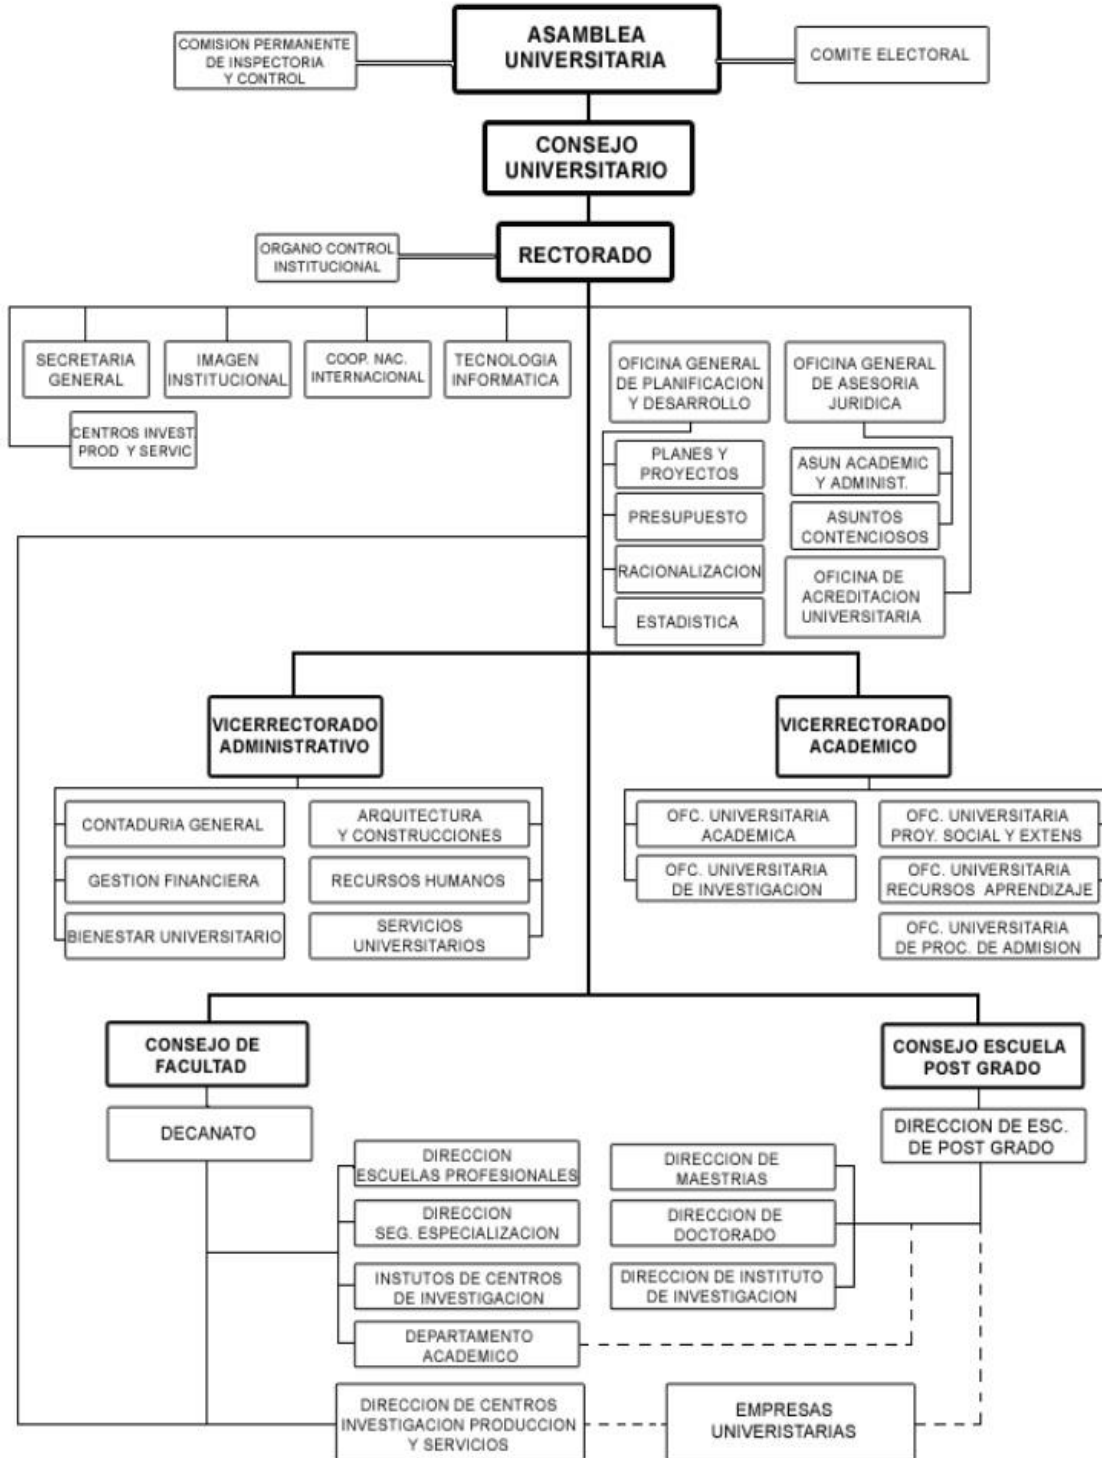 ASAMBLEA
UNIVERSITARIA
COMISION PERMANENTE
DE INSPECTORIA
Y CONTROL
COMITE ELECTORAL
CONSEJO
UNIVERSITARIO
RECTORADO
ORGANO CONTROL
INSTITUCIONAL
SECRETARIA
GENERAL
IMAGEN
INSTITUCIONAL
COOP. NAC.
INTERNACIONAL
TECNOLOGIA
INFORMATICA
OFICINA GENERAL
DE PLANIFICACION
Y DESARROLLO
OFICINA GENERAL
DE ASESORIA
JURIDICA
CENTROS INVEST.
PROD Y SERVIC
PLANES Y
PROYECTOS
ASUN ACADEMIC
Y ADMINIST.
PRESUPUESTO
ASUNTOS
CONTENCIOSOS
RACIONALIZACION
OFICINA DE
ACREDITACION
UNIVERSITARIA
ESTADISTICA
VICERRECTORADO
ADMINISTRATIVO
VICERRECTORADO
ACADEMICO
CONTADURIA GENERAL
ARQUITECTURA
Y CONSTRUCCIONES
OFC. UNIVERSITARIA
ACADEMICA
OFC. UNIVERSITARIA
PROY. SOCIAL Y EXTENS
GESTION FINANCIERA
RECURSOS HUMANOS
OFC. UNIVERSITARIA
DE INVESTIGACION
OFC. UNIVERSITARIA
RECURSOS APRENDIZAJE
BIENESTAR UNIVERSITARIO
SERVICIOS
UNIVERSITARIOS
OFC. UNIVERSITARIA
DE PROC. DE ADMISION
CONSEJO DE
FACULTAD
CONSEJO ESCUELA
POST GRADO
DECANATO
DIRECCION DE ESC.
DE POST GRADO
DIRECCION
ESCUELAS PROFESIONALES
DIRECCION DE
MAESTRIAS
DIRECCION
SEG. ESPECIALIZACION
DIRECCION DE
DOCTORADO
INSTUTOS DE CENTROS
DE INVESTIGACION
DIRECCION DE INSTITUTO
DE INVESTIGACION
DEPARTAMENTO
ACADEMICO
DIRECCION DE CENTROS
INVESTIGACION PRODUCCION
Y SERVICIOS
EMPRESAS
UNIVERISTARIAS